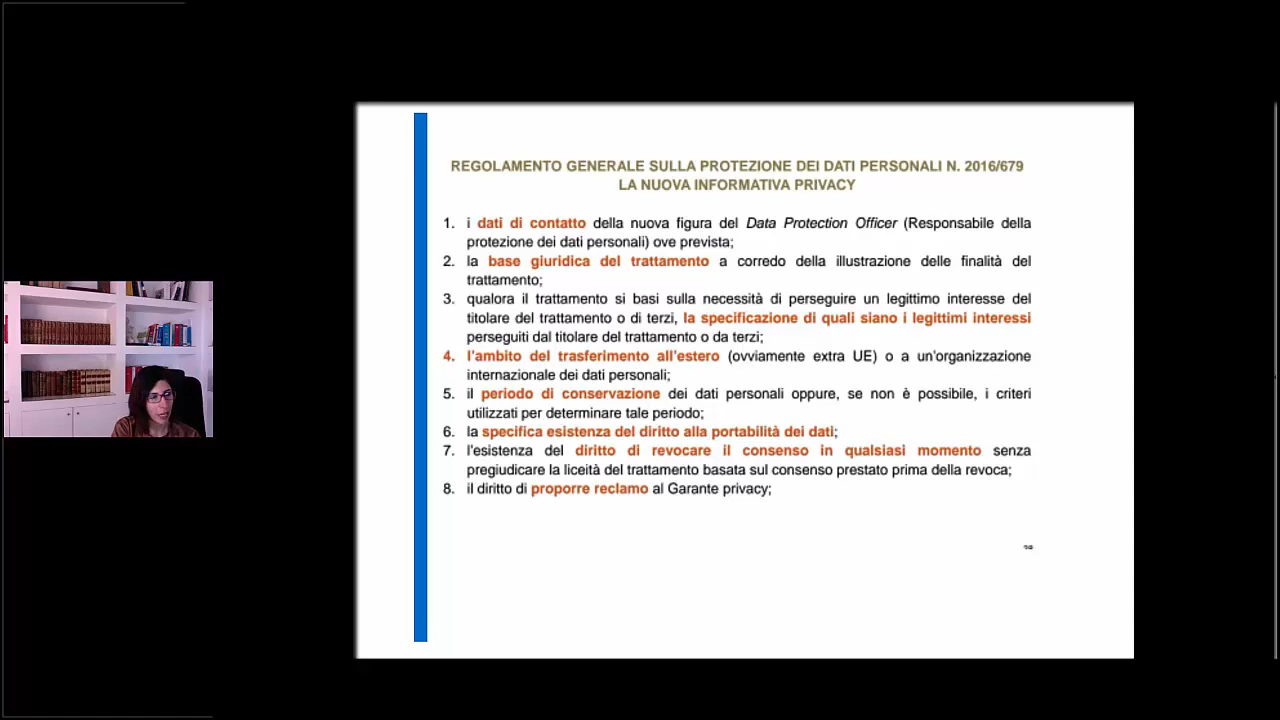 REGOLAMENTO GENERALE SULLA PROTEZIONE DEI DATI PERSONALI N. 2016/679
LA NUOVA INFORMATIVA PRIVACY
1. i dati di contatto della nuova figura del Data Protection Officer (Responsabile della
protezione dei dati personali) ove prevista;
2. la base giuridica del trattamento a corredo della illustrazione delle finalità del
trattamento;
3. qualora il trattamento si basi sulla necessità di perseguire un legittimo interesse del
titolare del trattamento o di terzi, la specificazione di quali siano i legittimi interessi
perseguiti dal titolare del trattamento o da terzi;
4. l'ambito del trasferimento all'estero (ovviamente extra UE) o a un'organizzazione
internazionale dei dati personali;
5. il periodo di conservazione dei dati personali oppure, se non è possibile, i criteri
utilizzati per determinare tale periodo;
6. la specifica esistenza del diritto alla portabilità dei dati;
7. l'esistenza del diritto di revocare il consenso in qualsiasi momento senza
pregiudicare la liceità del trattamento basata sul consenso prestato prima della revoca;
8. il diritto di proporre reclamo al Garante privacy;